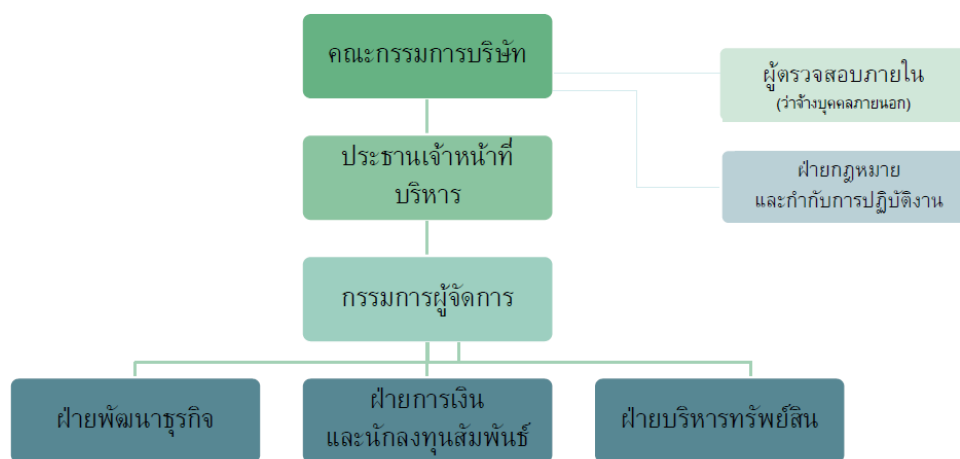 คณะกรรมการบริษัท
ผู้ตรวจสอบภายใน
(ว่าจ้างบุคคลภายนอก)
ประธานเจ้าหน้าที่
บริหาร
ฝ่ายกฎหมาย
และกำกับการปฏิบัติงาน
กรรมการผู้จัดการ
ฝ่ายพัฒนาธุรกิจ
ฝ่ายการเงิน
และนักลงทุนสัมพันธ์
ฝ่ายบริหารทรัพย์สิน